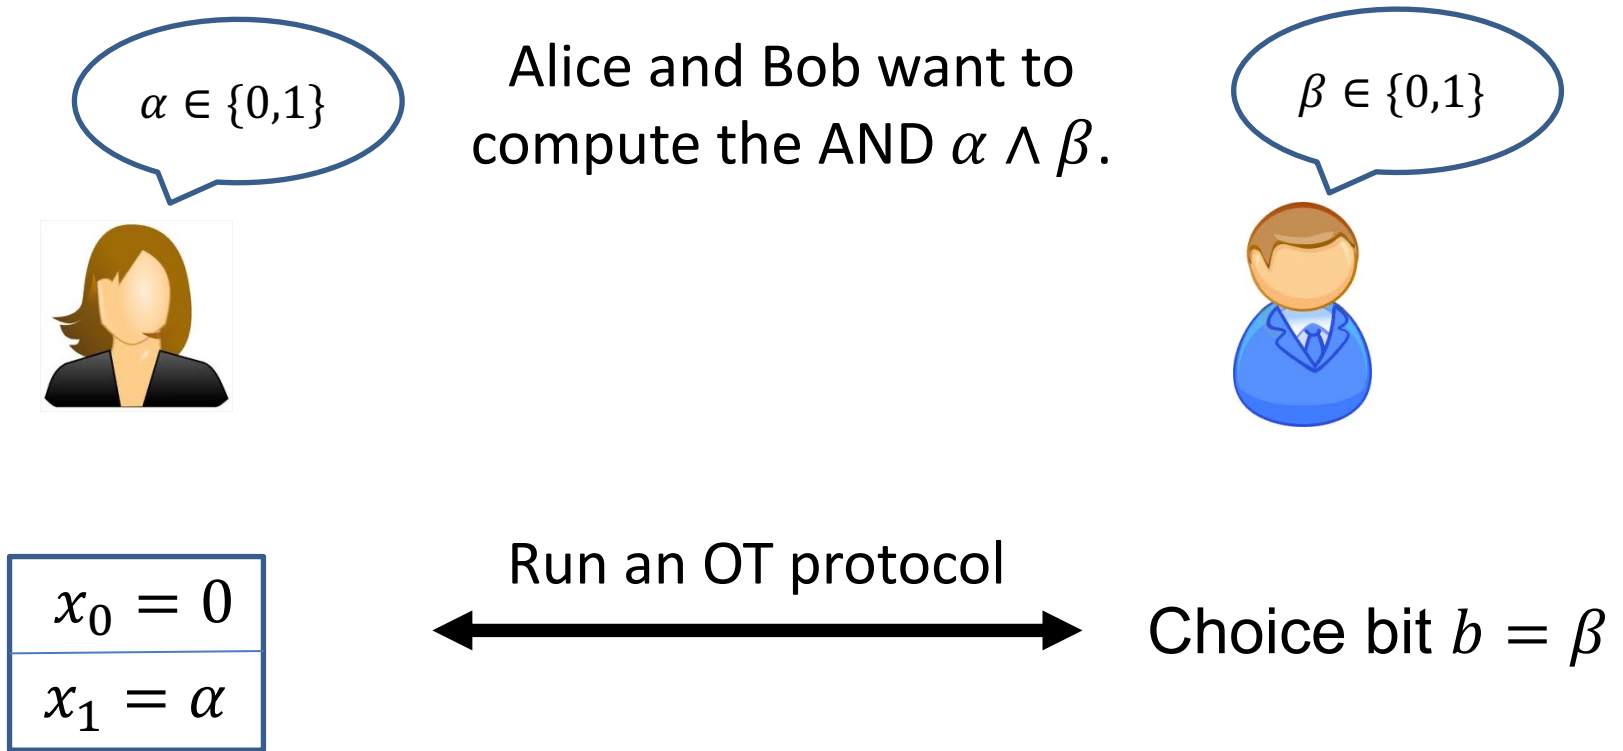 α ∈ {0,1}
Alice and Bob want to
compute the AND α ∧ β.
β ∈ {0,1}
x₀ = 0
x₁ = α
Run an OT protocol
Choice bit b = β